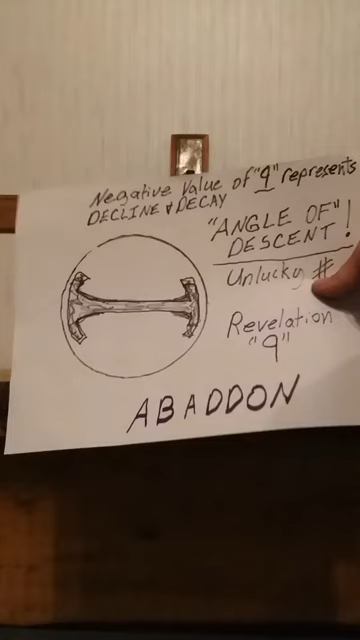 Negative Value of "9" represents
DECLINE & DECAY
"ANGLE OF"
DESCENT!
Unlucky #
Revelation
"9"
ABADDON